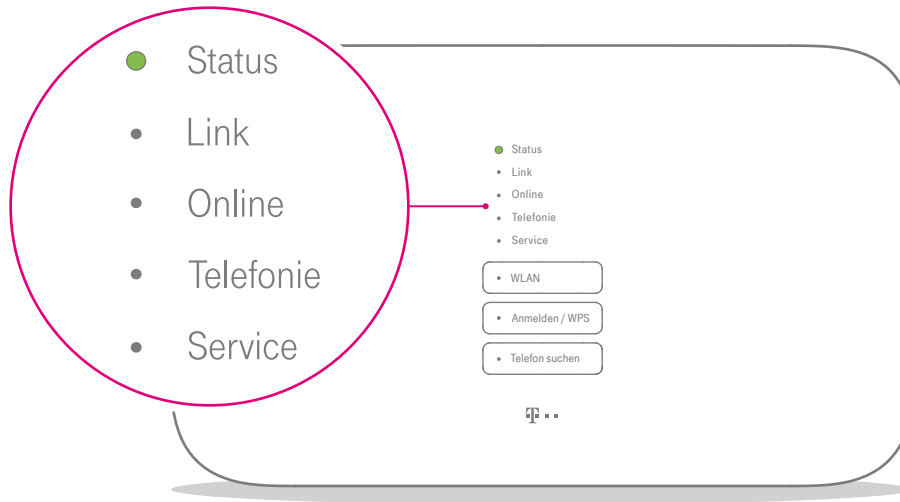 Status
Link
Online
Telefonie
Service
Status
Link
Online
Telefonie
Service
WLAN
Anmelden / WPS
Telefon suchen
T